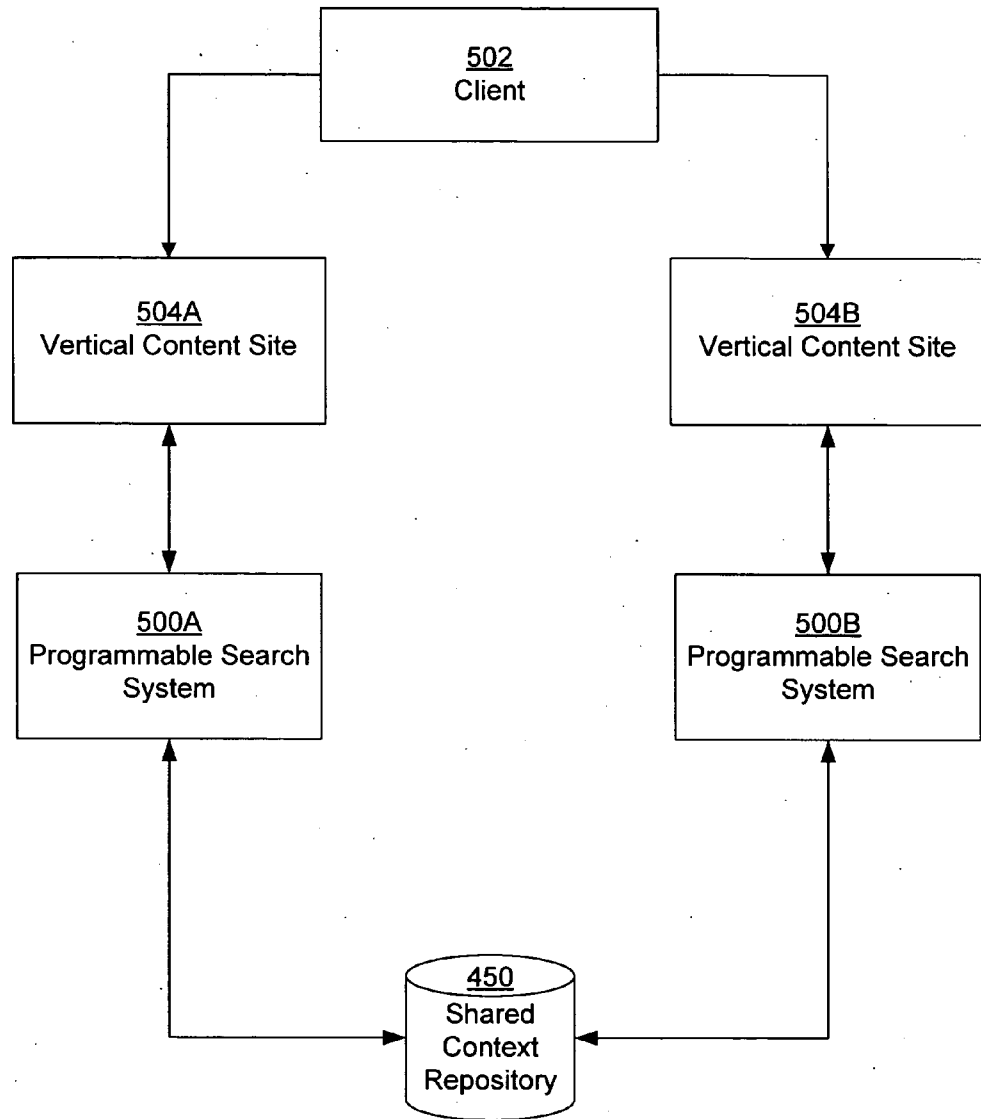 502
Client
504A
Vertical Content Site
504B
Vertical Content Site
500A
Programmable Search
System
500B
Programmable Search
System
450
Shared
Context
Repository